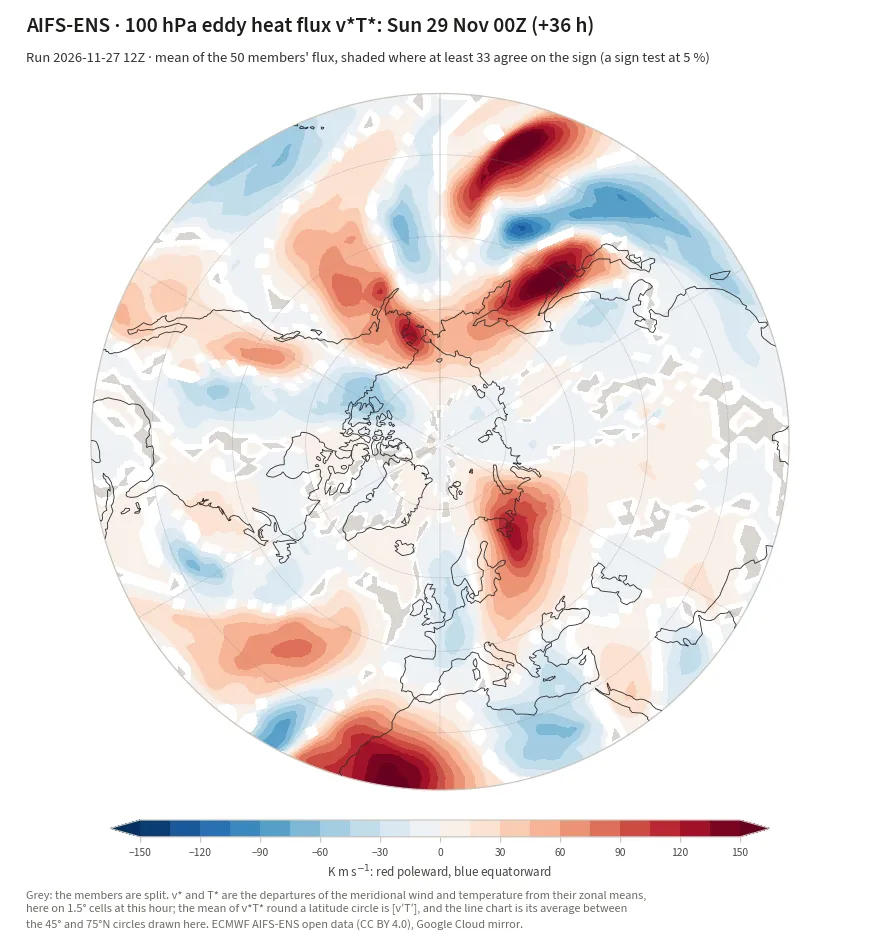 AIFS-ENS · 100 hPa eddy heat flux v*T*: Sun 29 Nov 00Z (+36 h)
Run 2026-11-27 12Z · mean of the 50 members' flux, shaded where at least 33 agree on the sign (a sign test at 5 %)
−150 −120 −90 −60 −30 0 30 60 90 120 150
K m s⁻¹: red poleward, blue equatorward
Grey: the members are split. v* and T* are the departures of the meridional wind and temperature from their zonal means,
here on 1.5° cells at this hour; the mean of v*T* round a latitude circle is [v′T′], and the line chart is its average between
the 45° and 75°N circles drawn here. ECMWF AIFS-ENS open data (CC BY 4.0), Google Cloud mirror.